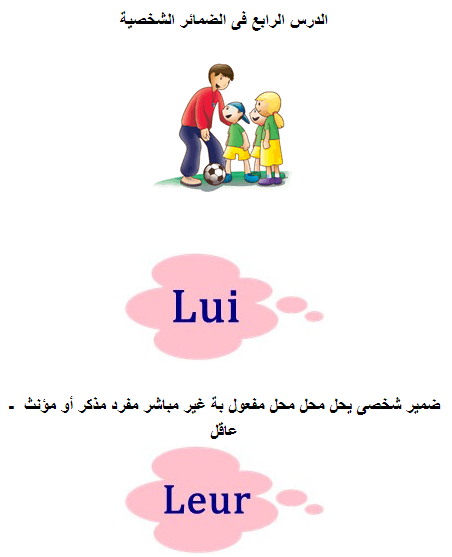 الدرس الرابع فى الضمائر الشخصية
Lui
ضمير شخصى يحل محل محل مفعول بة غير مباشر مفرد مذكر أو مؤنث ـ
عاقل
Leur